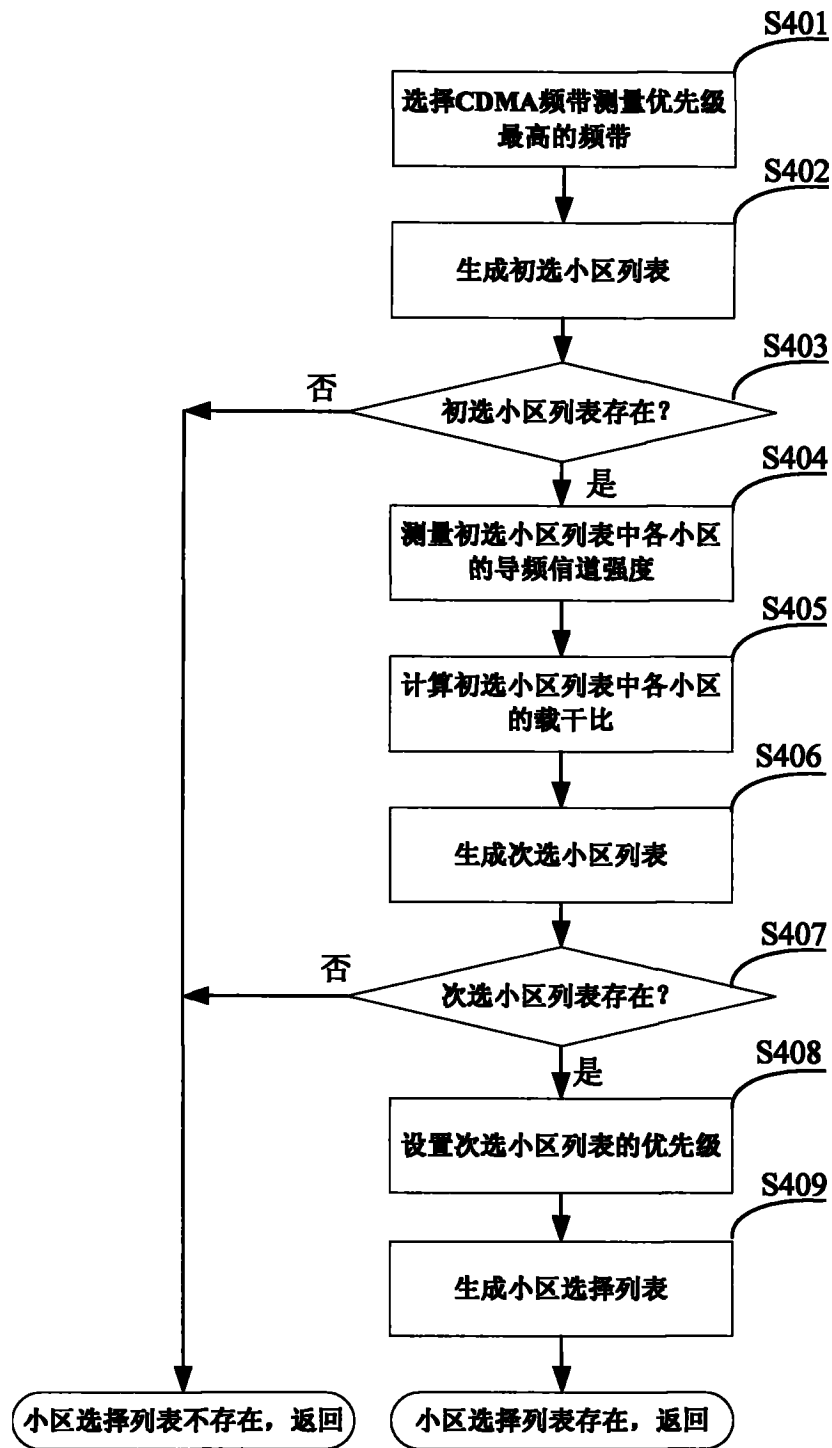 S401
选择CDMA频带测量优先级
最高的频带
S402
生成初选小区列表
S403
否
初选小区列表存在?
是
S404
测量初选小区列表中各小区
的导频信道强度
S405
计算初选小区列表中各小区
的载干比
S406
生成次选小区列表
S407
否
次选小区列表存在?
是
S408
设置次选小区列表的优先级
S409
生成小区选择列表
小区选择列表不存在，返回
小区选择列表存在，返回